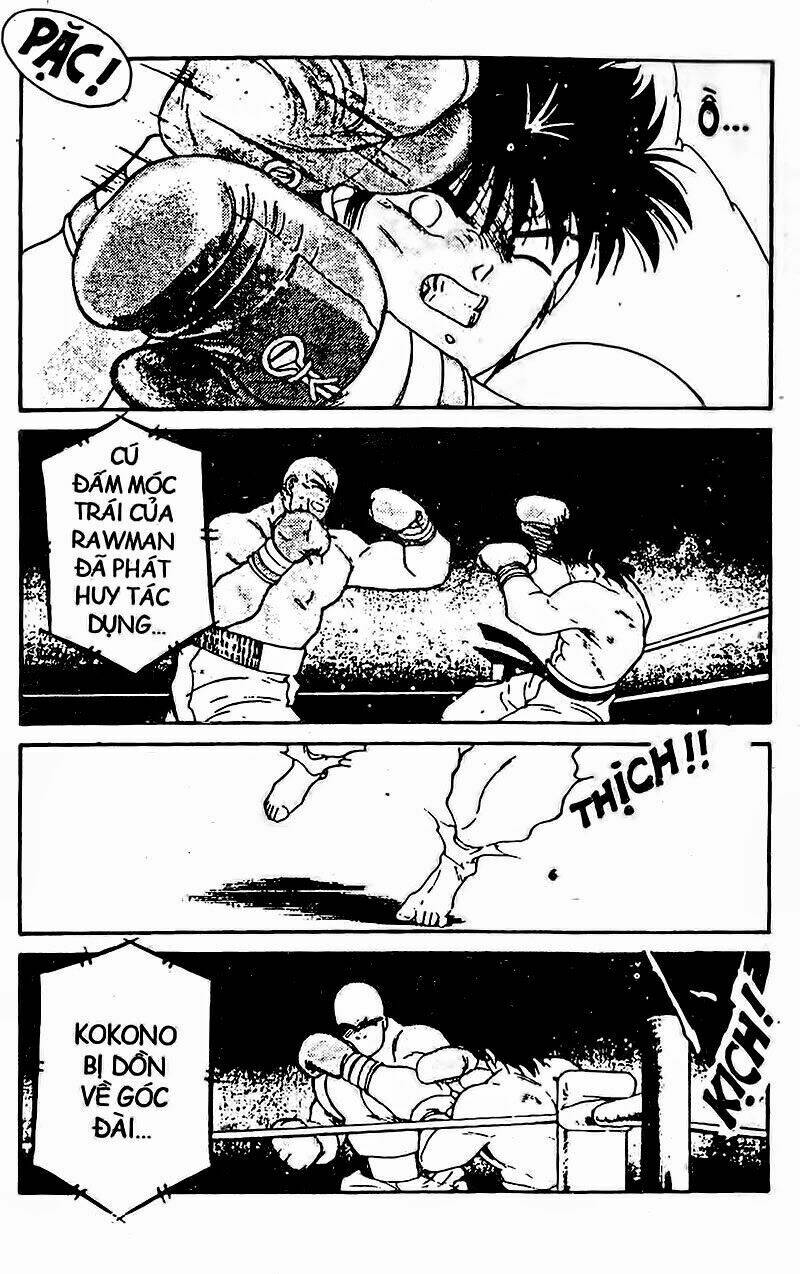 PẶC!
Ồ...
CÚ
ĐẤM MÓC
TRÁI CỦA
RAWMAN
ĐÃ PHÁT
HUY TÁC
DỤNG...
THỊCH!!
KOKONO
BỊ DỒN
VỀ GÓC
ĐÀI...
KỊCH!